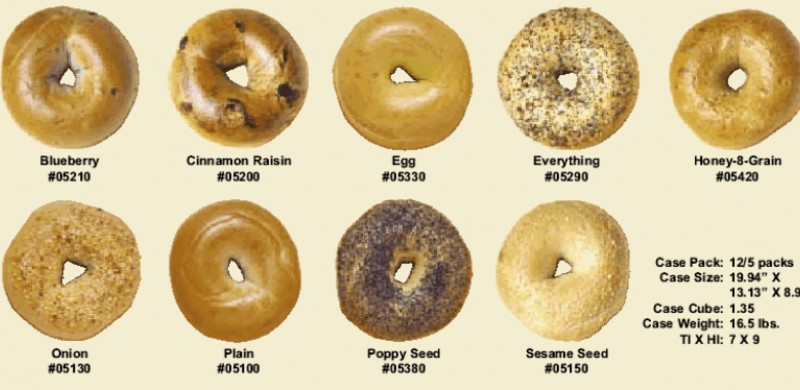 Blueberry
#05210
Cinnamon Raisin
#05200
Egg
#05330
Everything
#05290
Honey-8-Grain
#05420
Onion
#05130
Plain
#05100
Poppy Seed
#05380
Sesame Seed
#05150
Case Pack: 12/5 packs
Case Size: 19.94" X
13.13" X 8.9
Case Cube: 1.35
Case Weight: 16.5 lbs.
TI X HI: 7 X 9